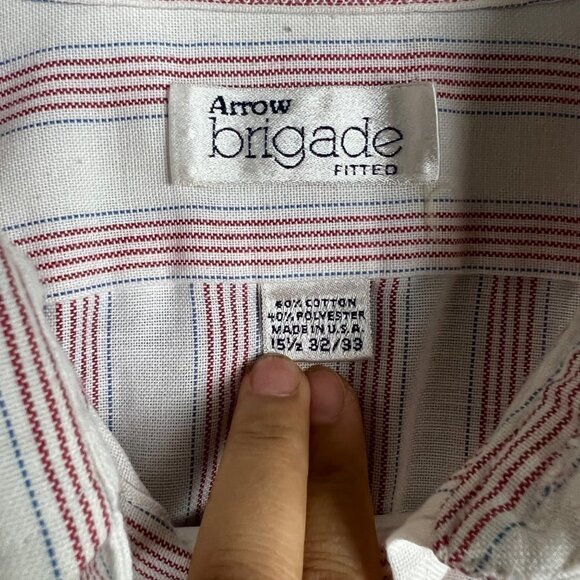 Arrow
brigade
FITTED
60% COTTON
40% POLYESTER
MADE IN U.S.A.
15½ 32/33